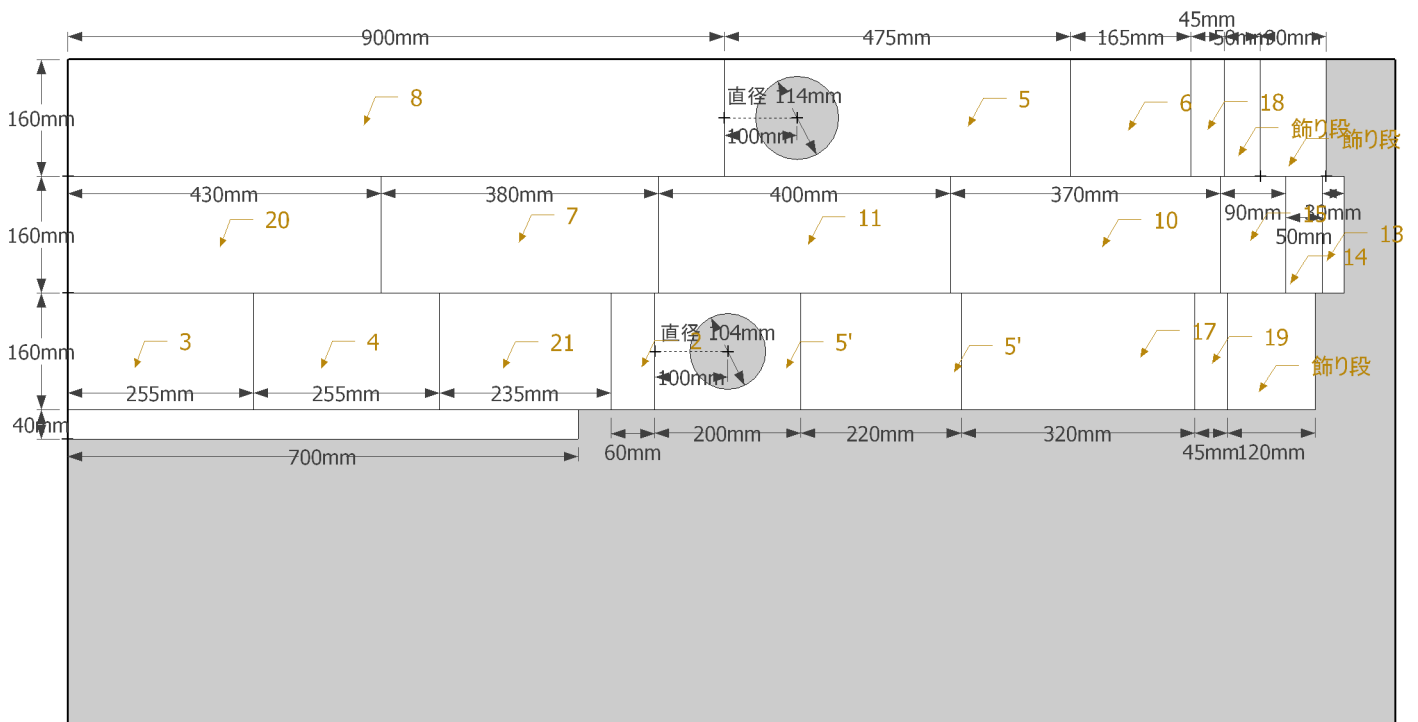 45mm
900mm 475mm 165mm 50mm 90mm
160mm 8 直径 114mm 5 6 18 飾り段 飾り段
100mm
430mm 380mm 400mm 370mm 90mm 30mm
160mm 20 7 11 10 13
50mm
14
160mm 3 4 21 直径 104mm 2 5' 5' 17 19 飾り段
100mm
255mm 255mm 235mm
40mm
700mm 60mm 200mm 220mm 320mm 45mm 120mm